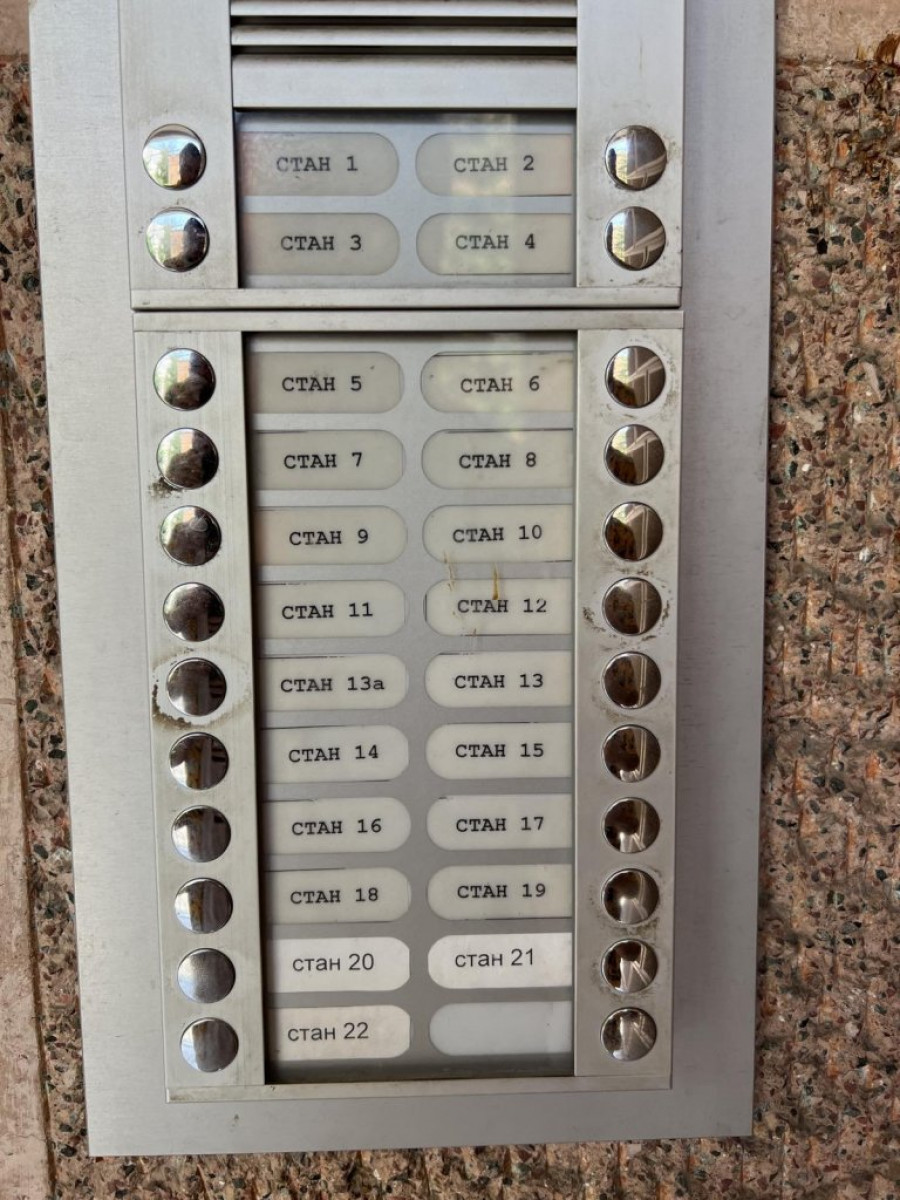 СТАН 1 СТАН 2
СТАН 3 СТАН 4
СТАН 5 СТАН 6
СТАН 7 СТАН 8
СТАН 9 СТАН 10
СТАН 11 СТАН 12
СТАН 13а СТАН 13
СТАН 14 СТАН 15
СТАН 16 СТАН 17
СТАН 18 СТАН 19
стан 20 стан 21
стан 22